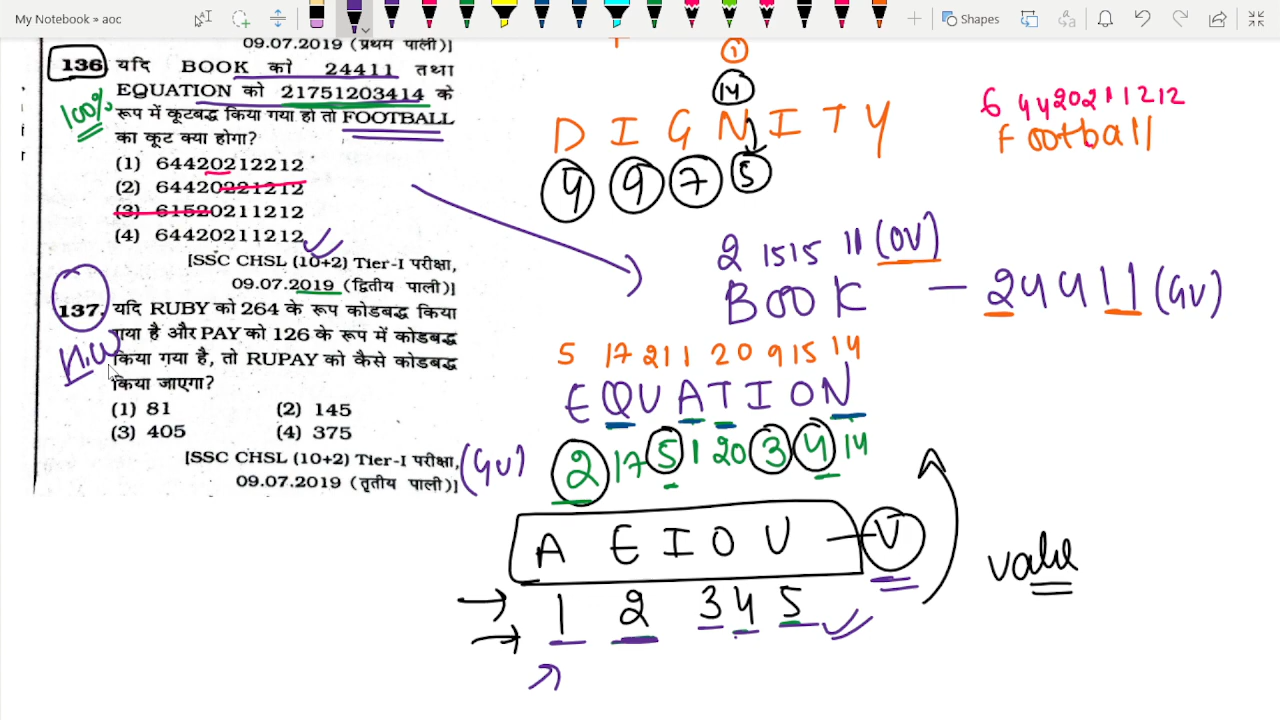 My Notebook » aoc
Shapes
09.07.2019 (प्रथम पाली)]
136. यदि BOOK को 24411 तथा
EQUATION को 21751203414 के
रूप में कूटबद्ध किया गया हो तो FOOTBALL
का कूट क्या होगा?
100%
(1) 64420212212
(2) 64420221212
(3) 61520211212
(4) 64420211212
[SSC CHSL (10+2) Tier-I परीक्षा,
09.07.2019 (द्वितीय पाली)]
137. यदि RUBY को 264 के रूप कोडबद्ध किया
गया है और PAY को 126 के रूप में कोडबद्ध
किया गया है, तो RUPAY को कैसे कोडबद्ध
किया जाएगा?
H.W
(1) 81 (2) 145
(3) 405 (4) 375
[SSC CHSL (10+2) Tier-I परीक्षा,
09.07.2019 (तृतीय पाली)]
1
14
D I G N I T Y
4 9 7 5
6 4420211212
Football
2 1515 11 (OV)
BOOK — 24411 (GV)
5 17 21 1 20 9 15 14
EQUATION
(GV) 2 17 5 1 20 3 4 14
A E I O U — V
1 2 3 4 5
value